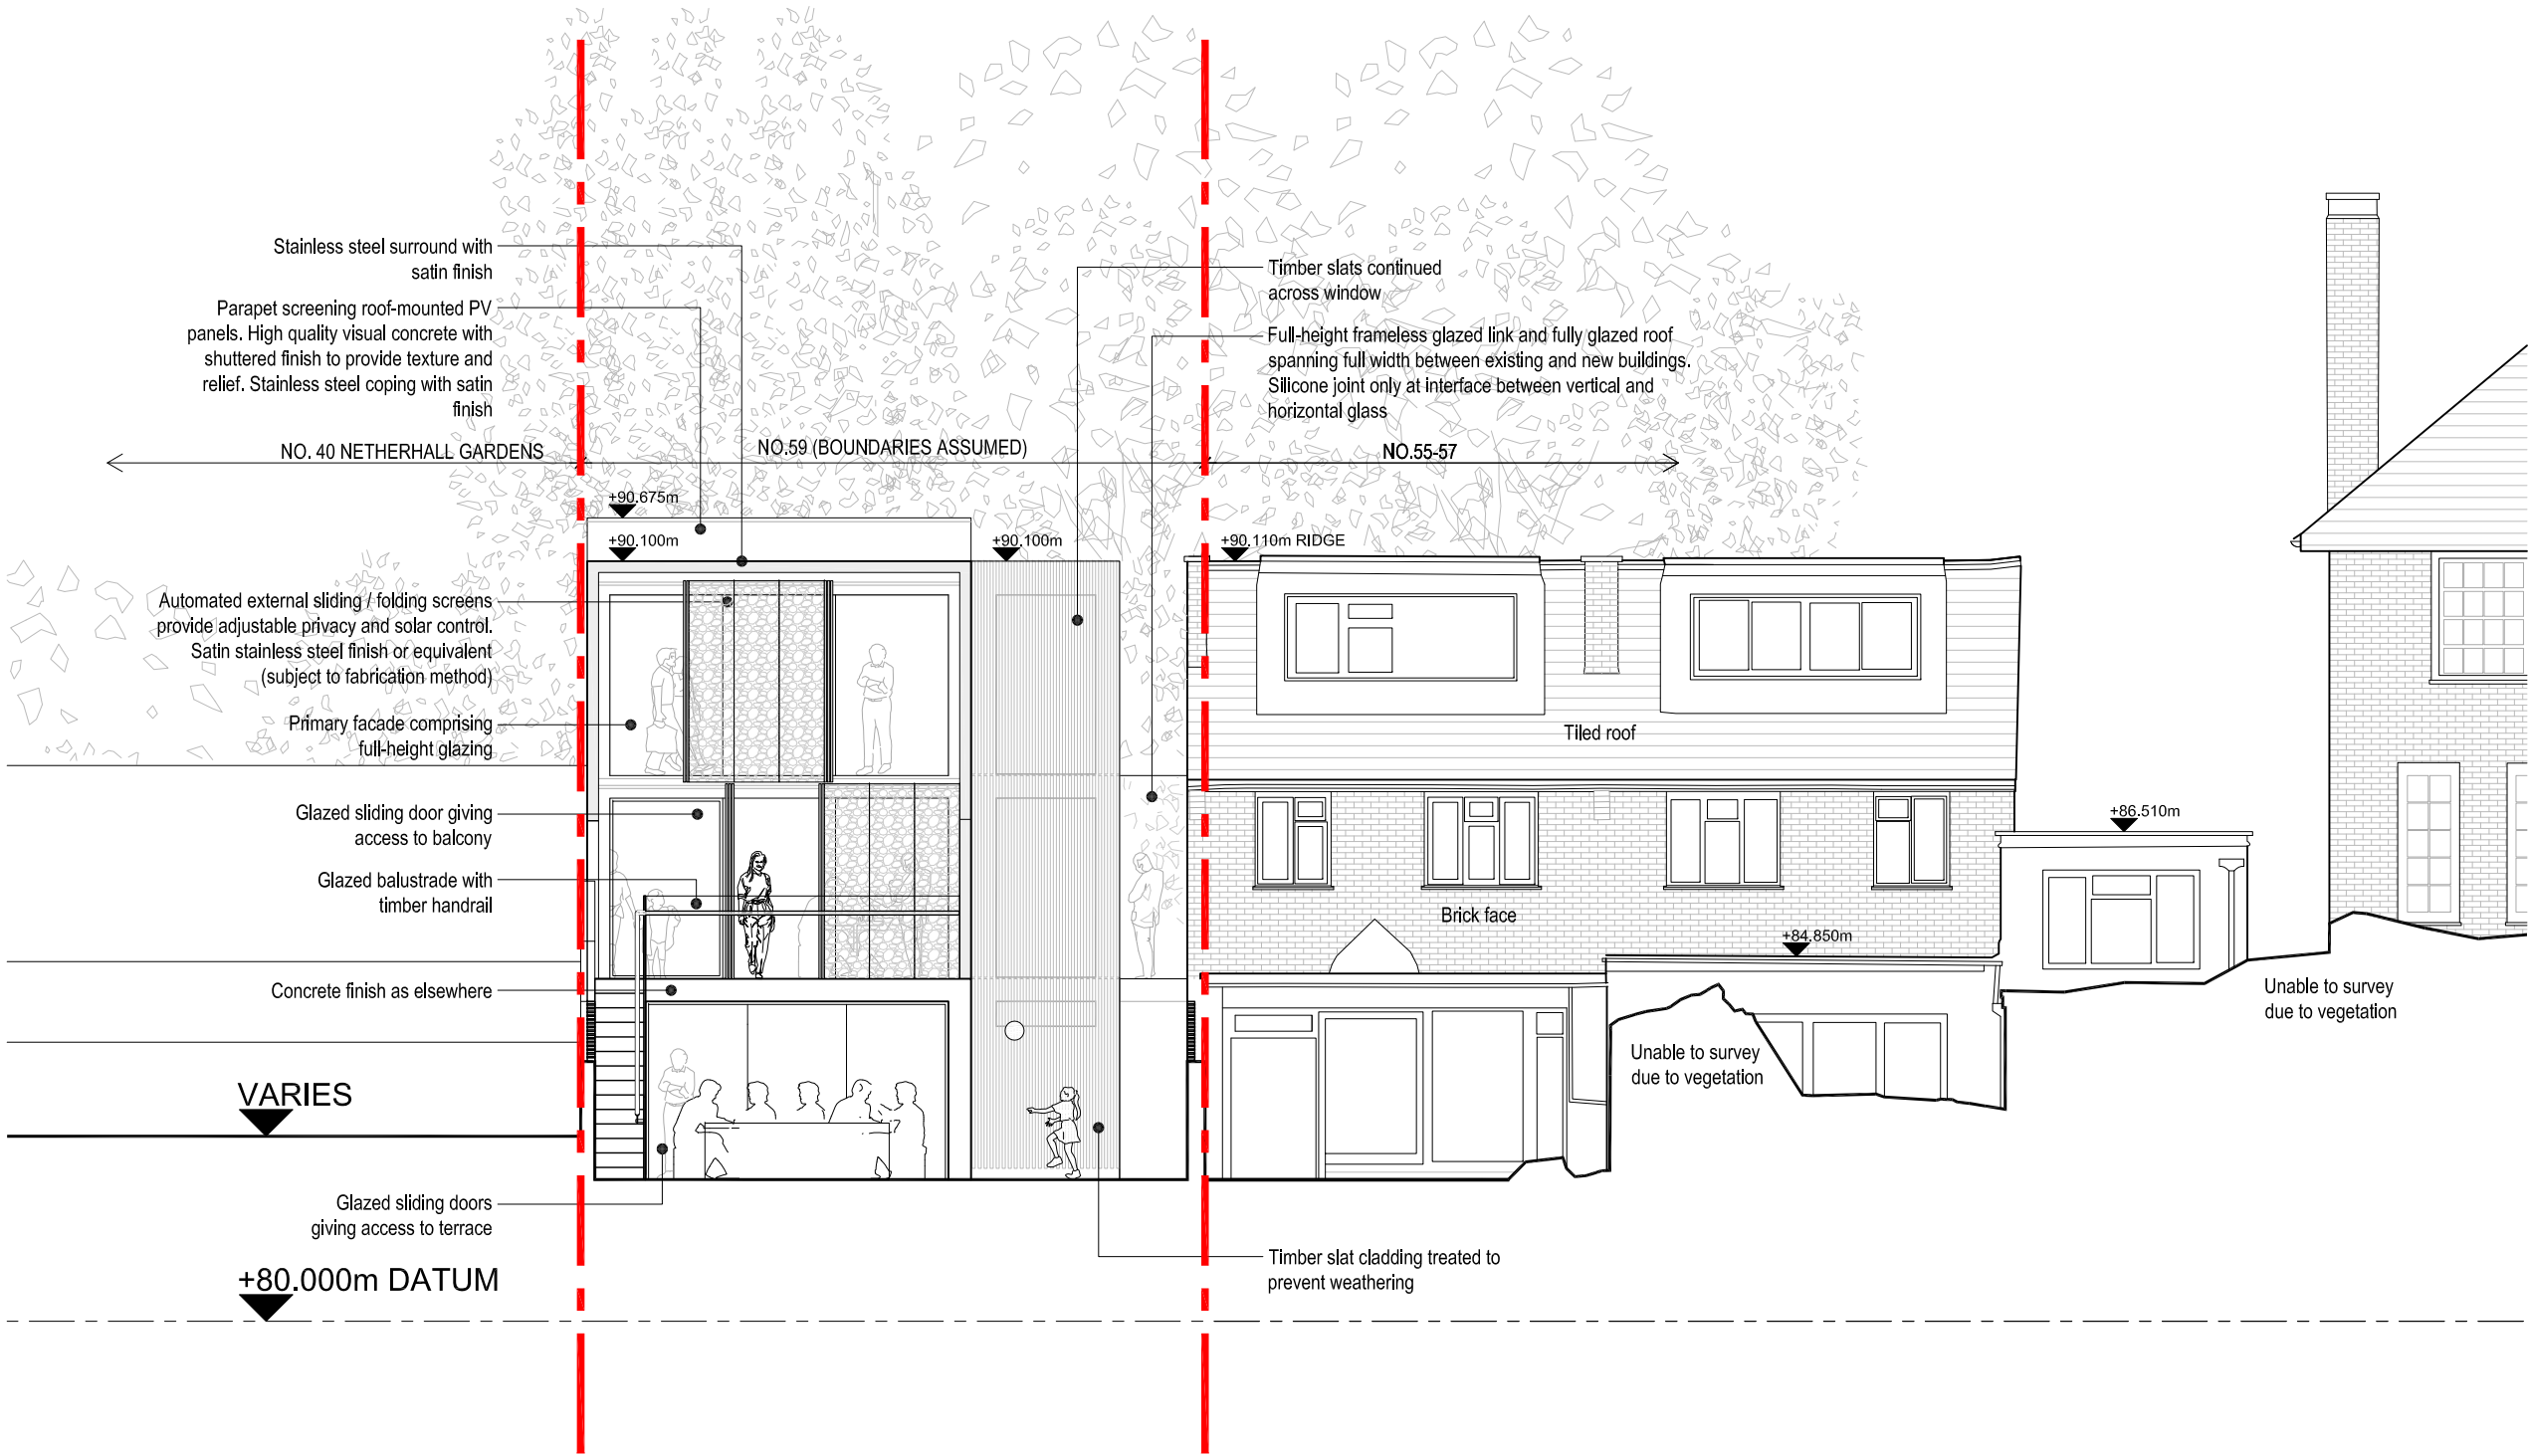 Stainless steel surround with
satin finish
Parapet screening roof-mounted PV
panels. High quality visual concrete with
shuttered finish to provide texture and
relief. Stainless steel coping with satin
finish
Timber slats continued
across window
Full-height frameless glazed link and fully glazed roof
spanning full width between existing and new buildings.
Silicone joint only at interface between vertical and
horizontal glass
NO. 40 NETHERHALL GARDENS
NO.59 (BOUNDARIES ASSUMED)
NO.55-57
+90.675m
+90.100m
+90.100m
+90.110m RIDGE
Automated external sliding / folding screens
provide adjustable privacy and solar control.
Satin stainless steel finish or equivalent
(subject to fabrication method)
Primary facade comprising
full-height glazing
Tiled roof
Glazed sliding door giving
access to balcony
+86.510m
Glazed balustrade with
timber handrail
Brick face
+84.850m
Concrete finish as elsewhere
Unable to survey
due to vegetation
Unable to survey
due to vegetation
VARIES
Glazed sliding doors
giving access to terrace
Timber slat cladding treated to
prevent weathering
+80.000m DATUM